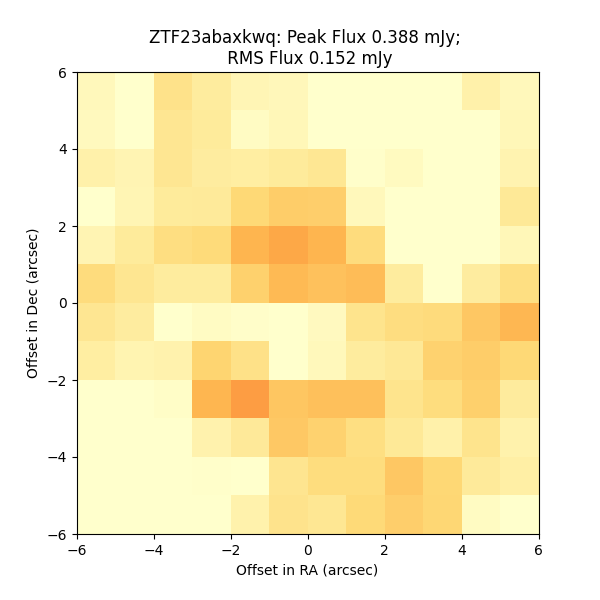 ZTF23abaxkwq: Peak Flux 0.388 mJy;
RMS Flux 0.152 mJy
6
4
2
0
−2
−4
−6
Offset in Dec (arcsec)
−6 −4 −2 0 2 4 6
Offset in RA (arcsec)